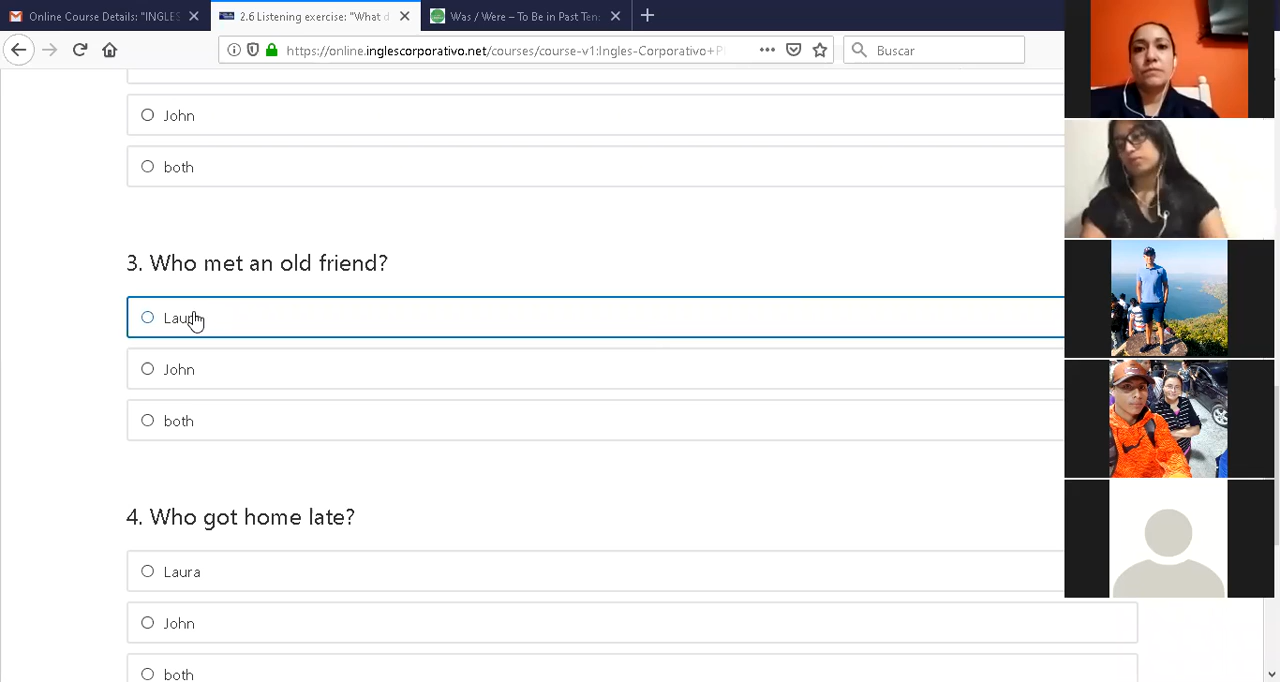 Online Course Details: "INGLES
2.6 Listening exercise: "What d
Was / Were – To Be in Past Tens
https://online.inglescorporativo.net/courses/course-v1:Ingles-Corporativo+P
Buscar
John
both
3. Who met an old friend?
Laura
John
both
4. Who got home late?
Laura
John
both